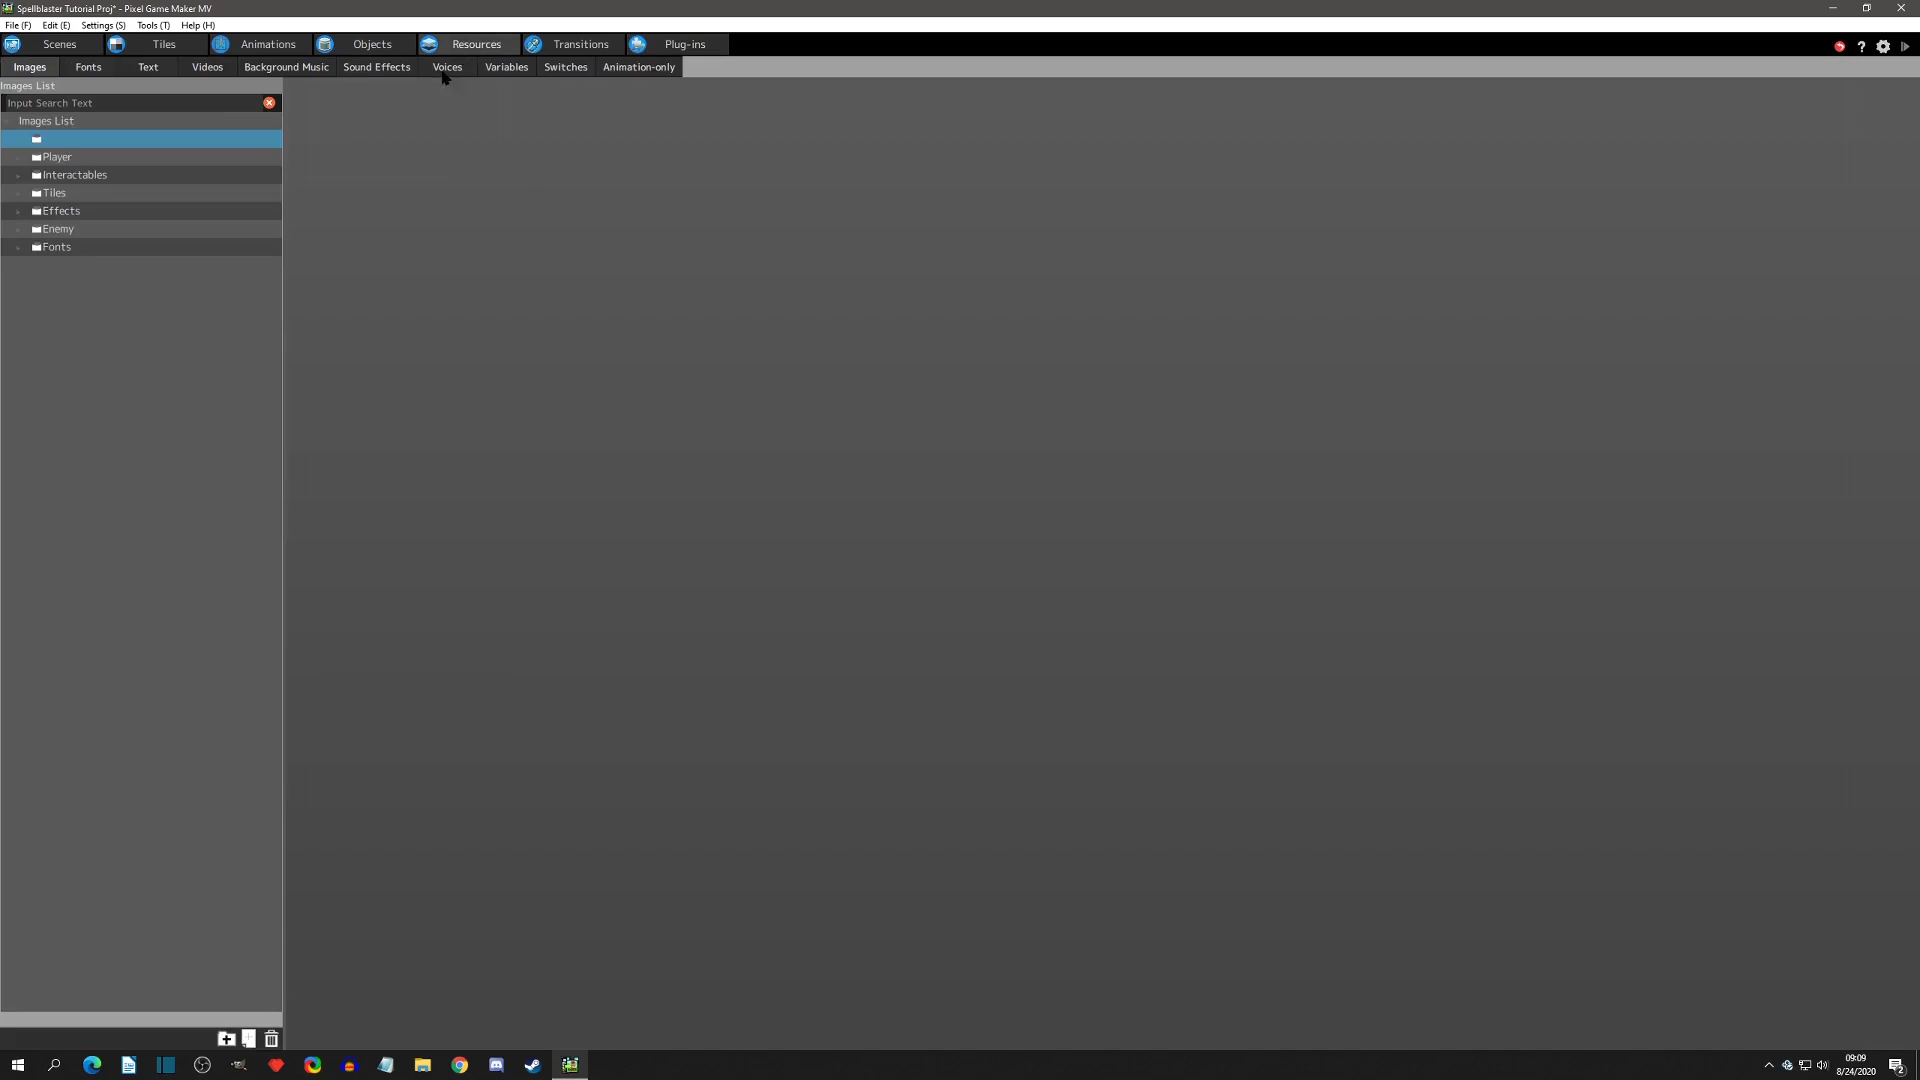 Spellblaster Tutorial Proj* - Pixel Game Maker MV
File (F) Edit (E) Settings (S) Tools (T) Help (H)
Scenes Tiles Animations Objects Resources Transitions Plug-ins
Images Fonts Text Videos Background Music Sound Effects Voices Variables Switches Animation-only
Images List
Input Search Text
Images List
Player
Interactables
Tiles
Effects
Enemy
Fonts
09:09
8/24/2020
2